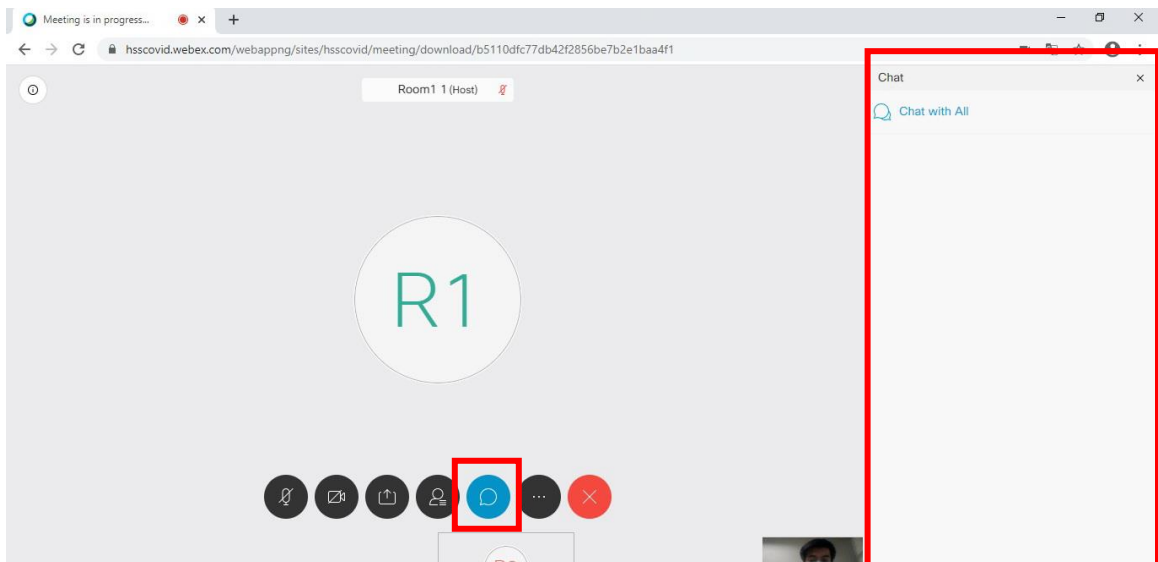 Meeting is in progress...
hsscovid.webex.com/webappng/sites/hsscovid/meeting/download/b5110dfc77db42f2856be7b2e1baa4f1
Chat
Room1 1 (Host)
Chat with All
R1